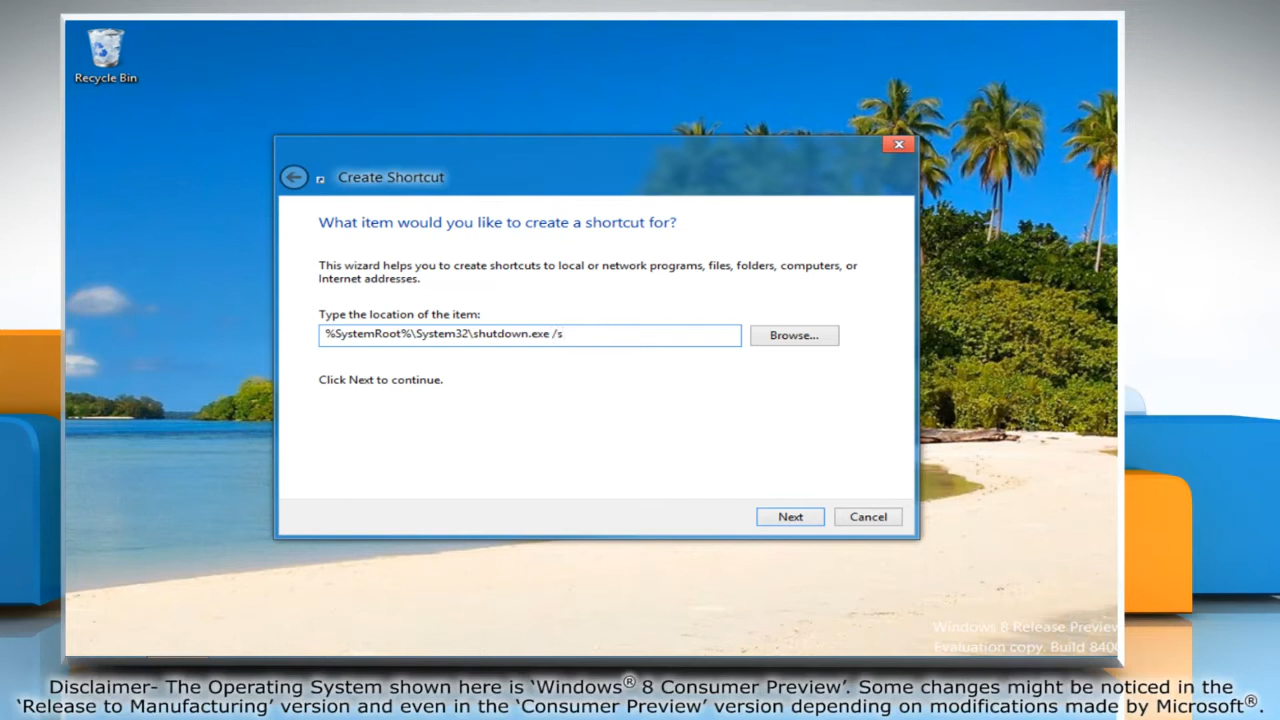 Recycle Bin
Create Shortcut
What item would you like to create a shortcut for?
This wizard helps you to create shortcuts to local or network programs, files, folders, computers, or
Internet addresses.
Type the location of the item:
%SystemRoot%\System32\shutdown.exe /s
Browse...
Click Next to continue.
Next
Cancel
Windows 8 Release Preview
Evaluation copy. Build 840
Disclaimer- The Operating System shown here is ‘Windows® 8 Consumer Preview’. Some changes might be noticed in the
‘Release to Manufacturing’ version and even in the ‘Consumer Preview’ version depending on modifications made by Microsoft®.